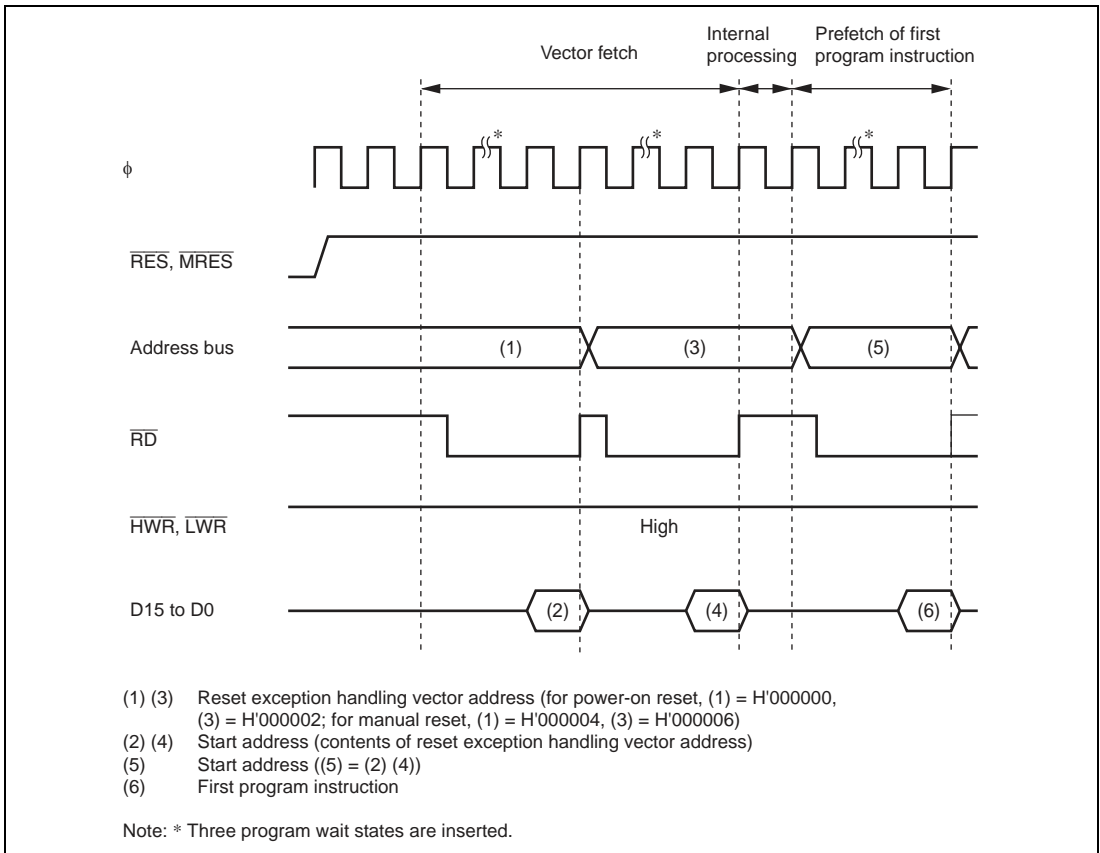 Vector fetch
Internal
processing
Prefetch of first
program instruction
*
*
*
ϕ
RES, MRES
Address bus
(1)
(3)
(5)
RD
HWR, LWR
High
D15 to D0
(2)
(4)
(6)
(1) (3) Reset exception handling vector address (for power-on reset, (1) = H'000000,
(3) = H'000002; for manual reset, (1) = H'000004, (3) = H'000006)
(2) (4) Start address (contents of reset exception handling vector address)
(5) Start address ((5) = (2) (4))
(6) First program instruction
Note: * Three program wait states are inserted.